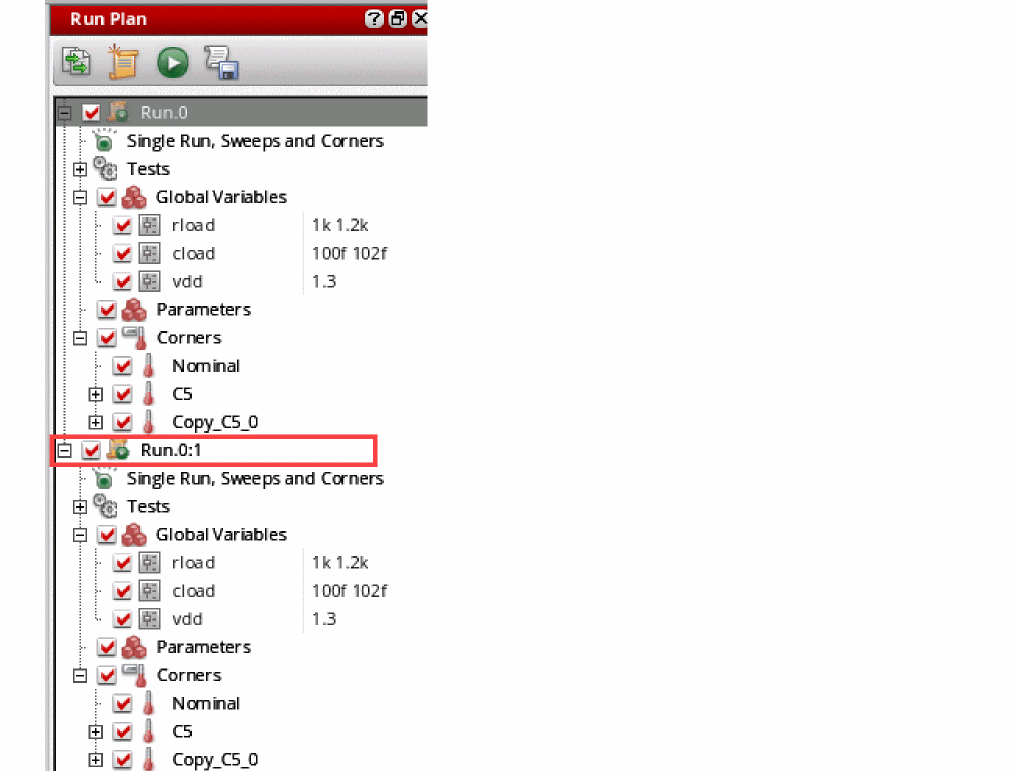 Run Plan
Run.0
Single Run, Sweeps and Corners
Tests
Global Variables
rload 1k 1.2k
cload 100f 102f
vdd 1.3
Parameters
Corners
Nominal
C5
Copy_C5_0
Run.0:1
Single Run, Sweeps and Corners
Tests
Global Variables
rload 1k 1.2k
cload 100f 102f
vdd 1.3
Parameters
Corners
Nominal
C5
Copy_C5_0